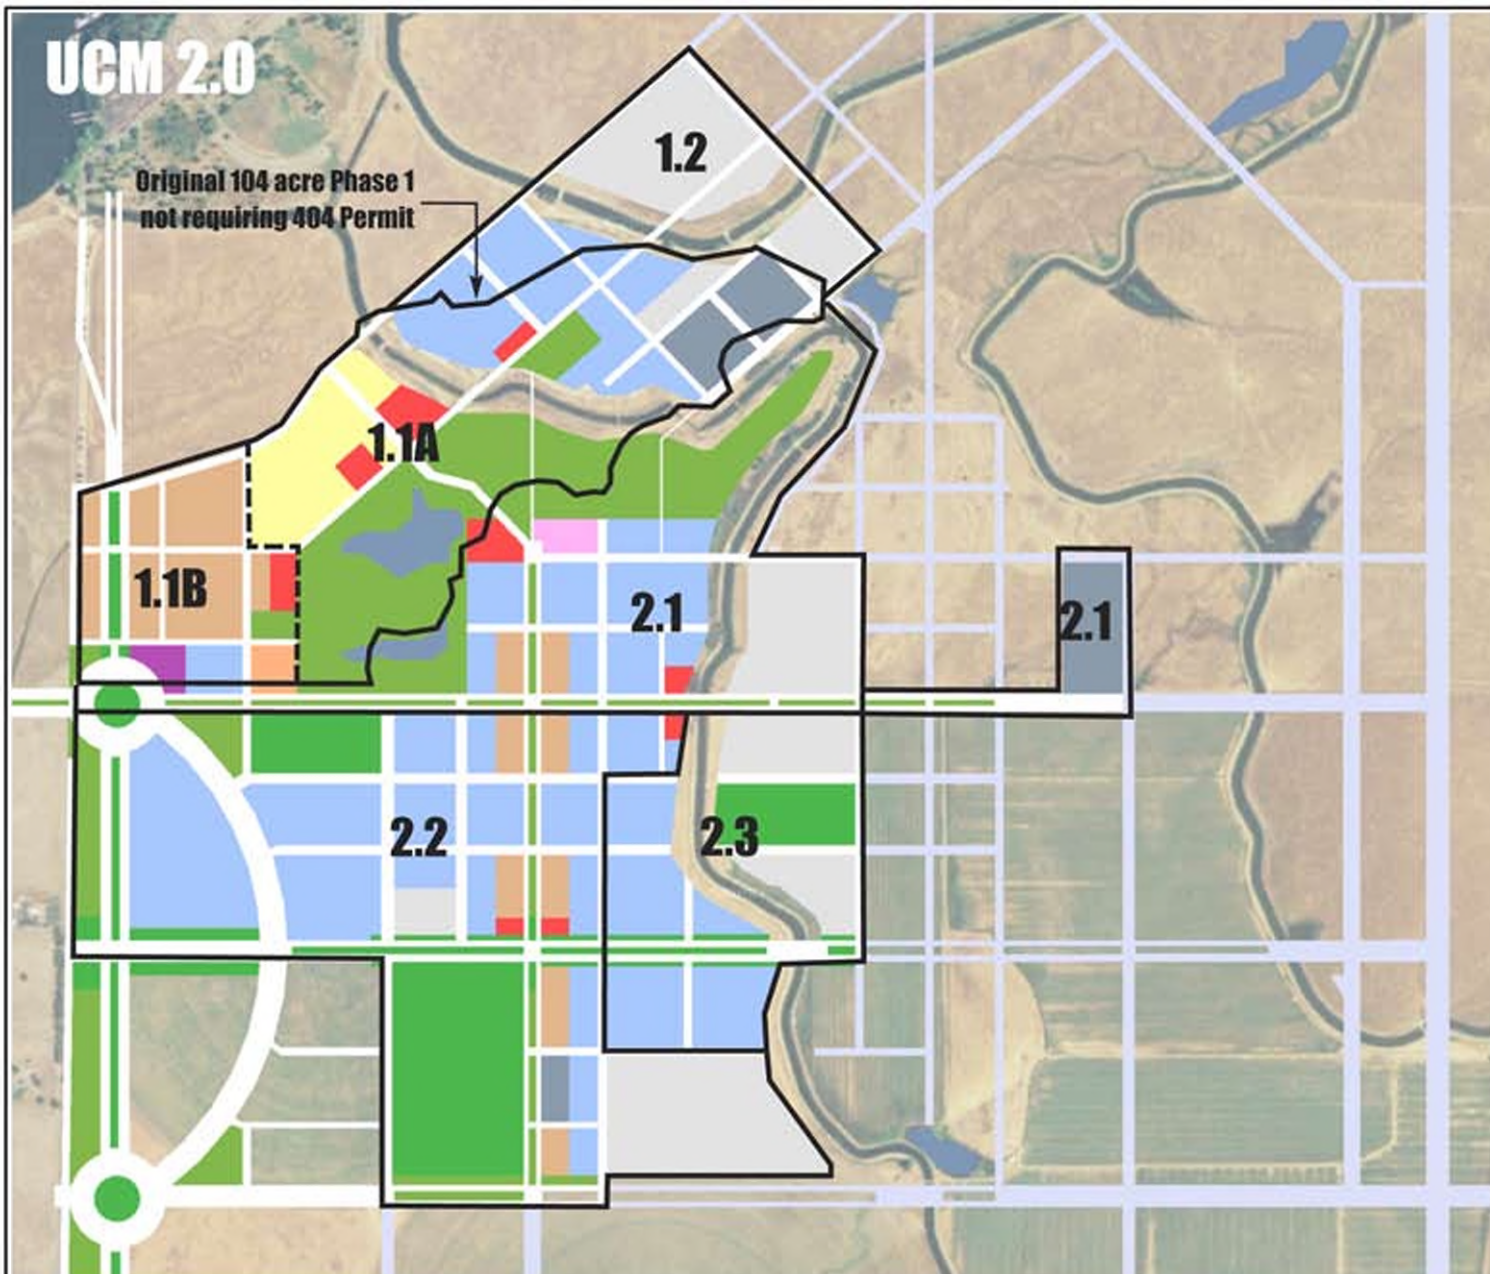 UCM 2.0
1.2
Original 104 acre Phase 1
not requiring 404 Permit
1.1A
1.1B
2.1
2.1
2.2
2.3